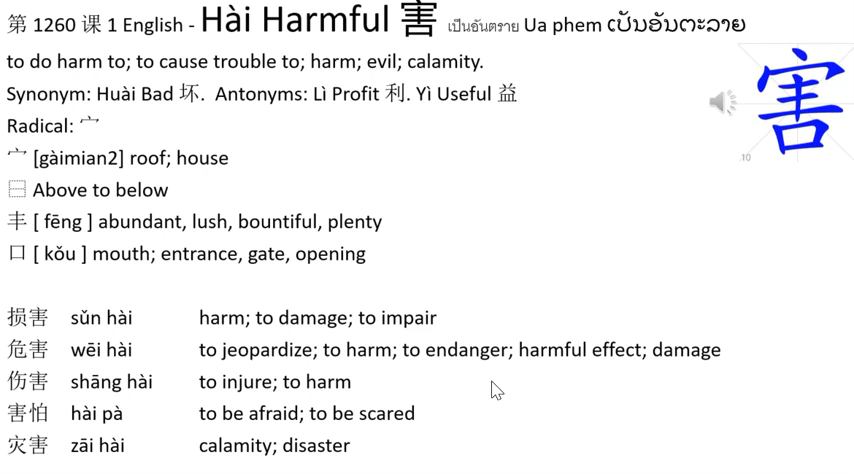 第 1260 课 1 English - Hài Harmful 害 เป็นอันตราย Ua phem ເປັນອັນຕະລາຍ
to do harm to; to cause trouble to; harm; evil; calamity.
Synonym: Huài Bad 坏. Antonyms: Lì Profit 利. Yì Useful 益
害
Radical: 宀
10
宀 [gàimian2] roof; house
⿱ Above to below
丰 [ fēng ] abundant, lush, bountiful, plenty
口 [ kǒu ] mouth; entrance, gate, opening
损害 sǔn hài harm; to damage; to impair
危害 wēi hài to jeopardize; to harm; to endanger; harmful effect; damage
伤害 shāng hài to injure; to harm
害怕 hài pà to be afraid; to be scared
灾害 zāi hài calamity; disaster